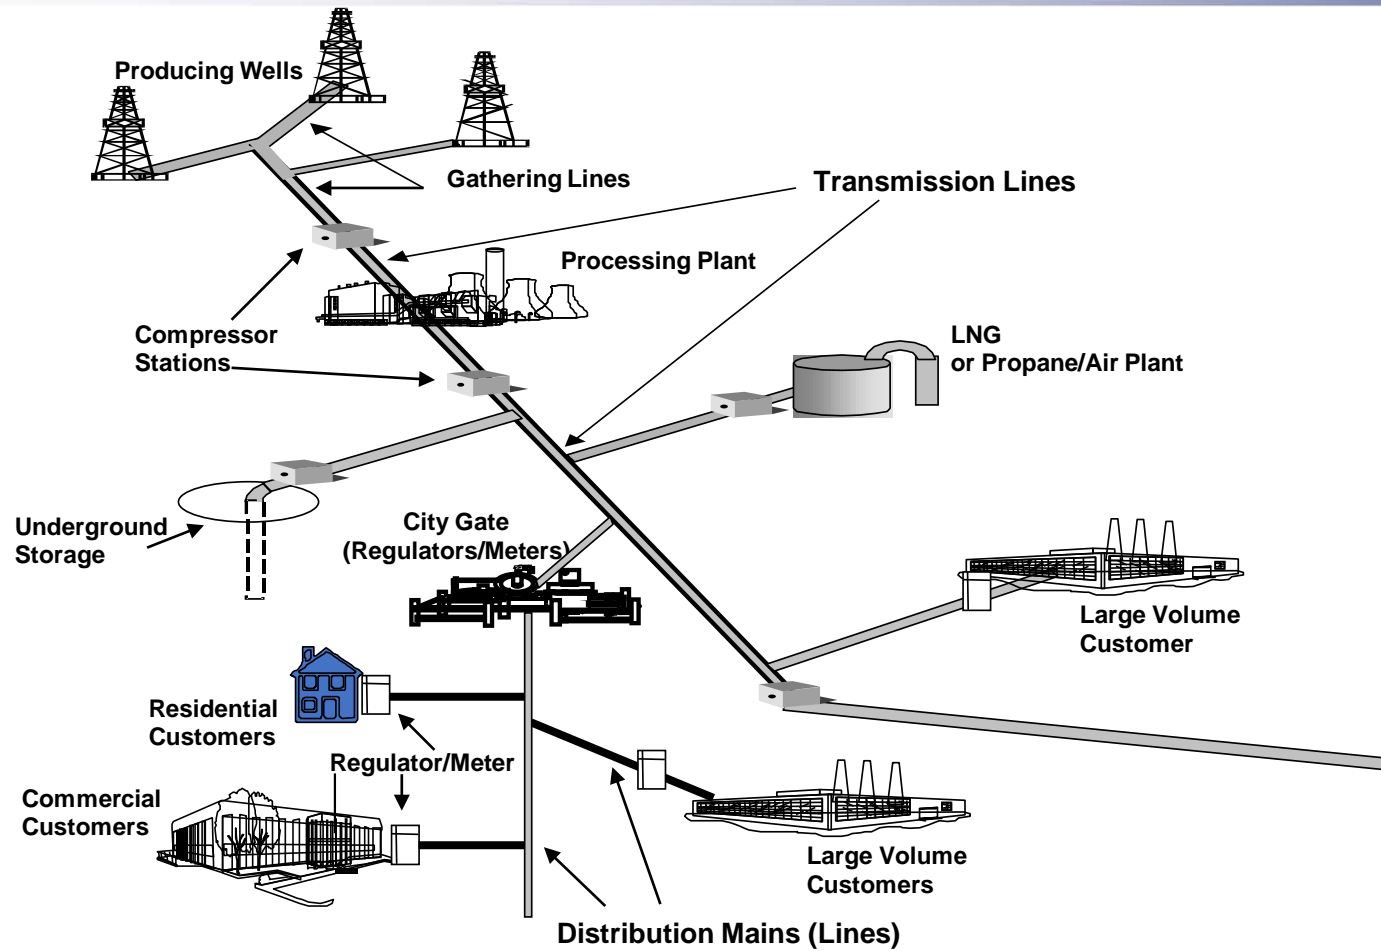 Producing Wells
Gathering Lines
Transmission Lines
Processing Plant
Compressor
Stations
LNG
or Propane/Air Plant
Underground
Storage
City Gate
(Regulators/Meters)
Large Volume
Customer
Residential
Customers
Regulator/Meter
Commercial
Customers
Large Volume
Customers
Distribution Mains (Lines)